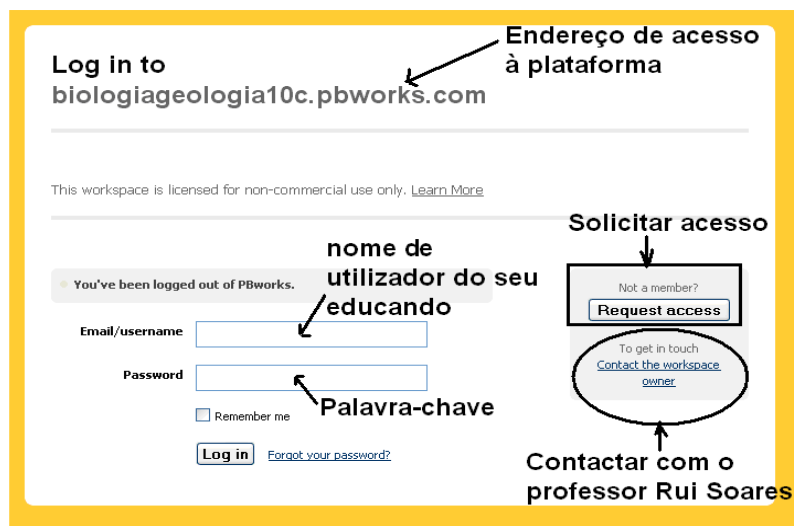 Endereço de acesso
à plataforma
Log in to
biologiageologia10c.pbworks.com
This workspace is licensed for non-commercial use only. Learn More
Solicitar acesso
nome de
utilizador do seu
educando
You've been logged out of PBworks.
Not a member?
Request access
Email/username
To get in touch
Contact the workspace
owner
Password
Palavra-chave
Remember me
Log in
Forgot your password?
Contactar com o
professor Rui Soares